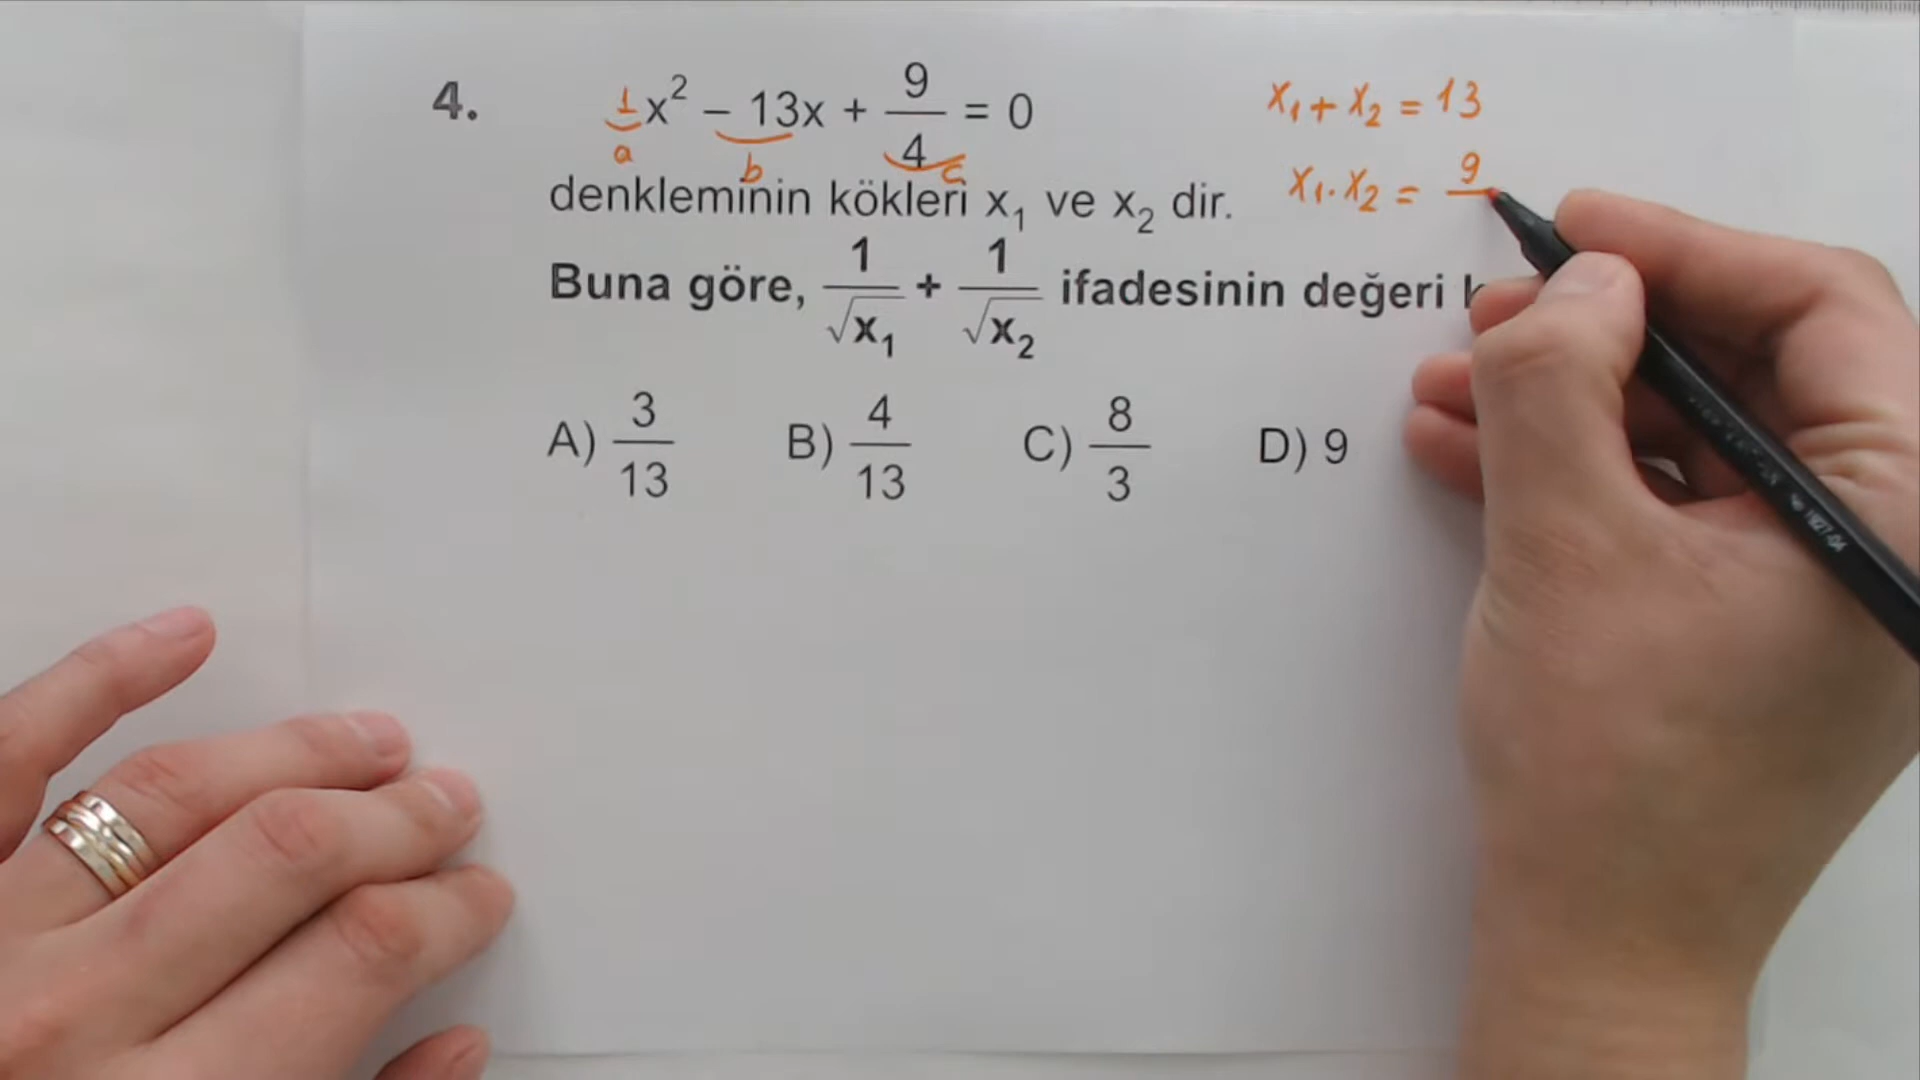 4. 1x² – 13x + 9/4 = 0
a b c
x₁ + x₂ = 13
x₁ . x₂ = 9
denkleminin kökleri x₁ ve x₂ dir.
Buna göre, 1/√x₁ + 1/√x₂ ifadesinin değeri
A) 3/13 B) 4/13 C) 8/3 D) 9